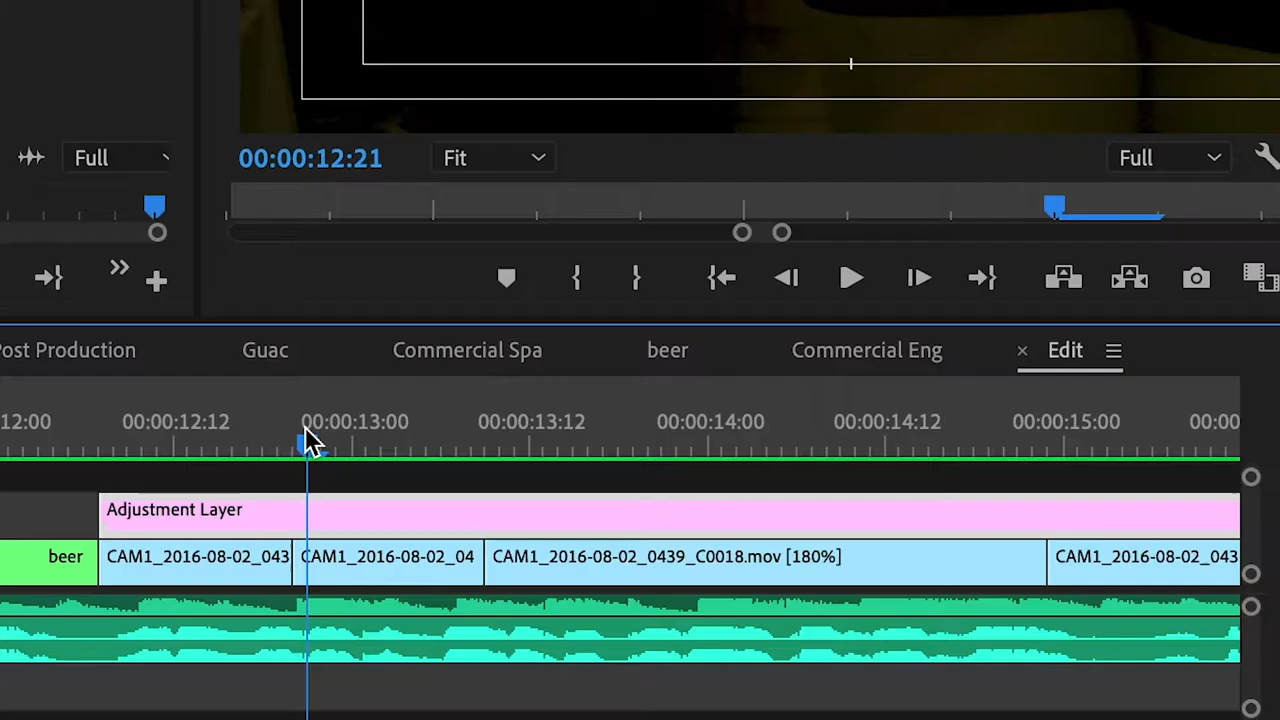 Full
00:00:12:21
Fit
Full
ost Production
Guac
Commercial Spa
beer
Commercial Eng
× Edit
12:00
00:00:12:12
00:00:13:00
00:00:13:12
00:00:14:00
00:00:14:12
00:00:15:00
00:00
Adjustment Layer
beer
CAM1_2016-08-02_043
CAM1_2016-08-02_04
CAM1_2016-08-02_0439_C0018.mov [180%]
CAM1_2016-08-02_043